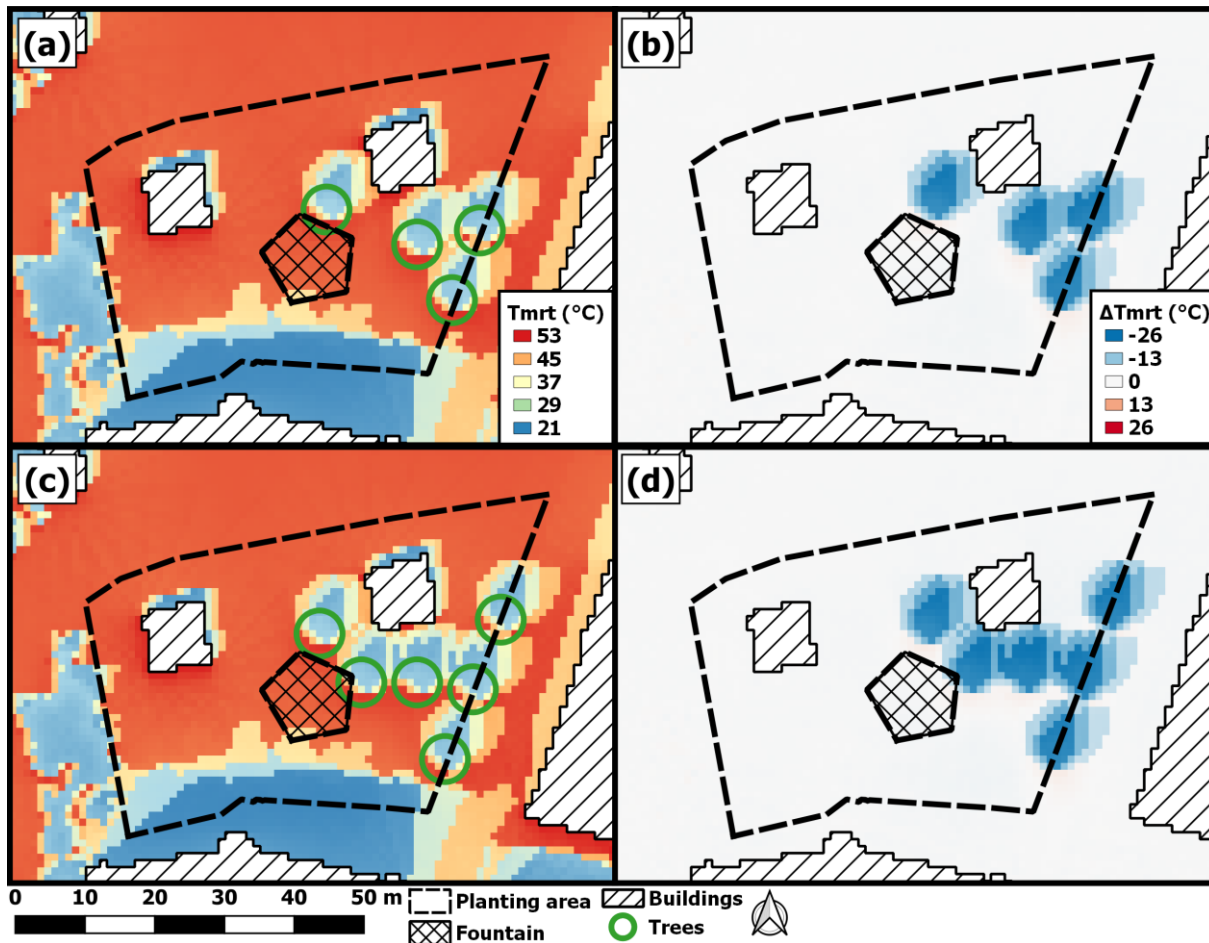 (a)
(b)
Tmrt (°C)
53
45
37
29
21
ΔTmrt (°C)
-26
-13
0
13
26
(c)
(d)
0 10 20 30 40 50 m
Planting area
Buildings
Fountain
Trees